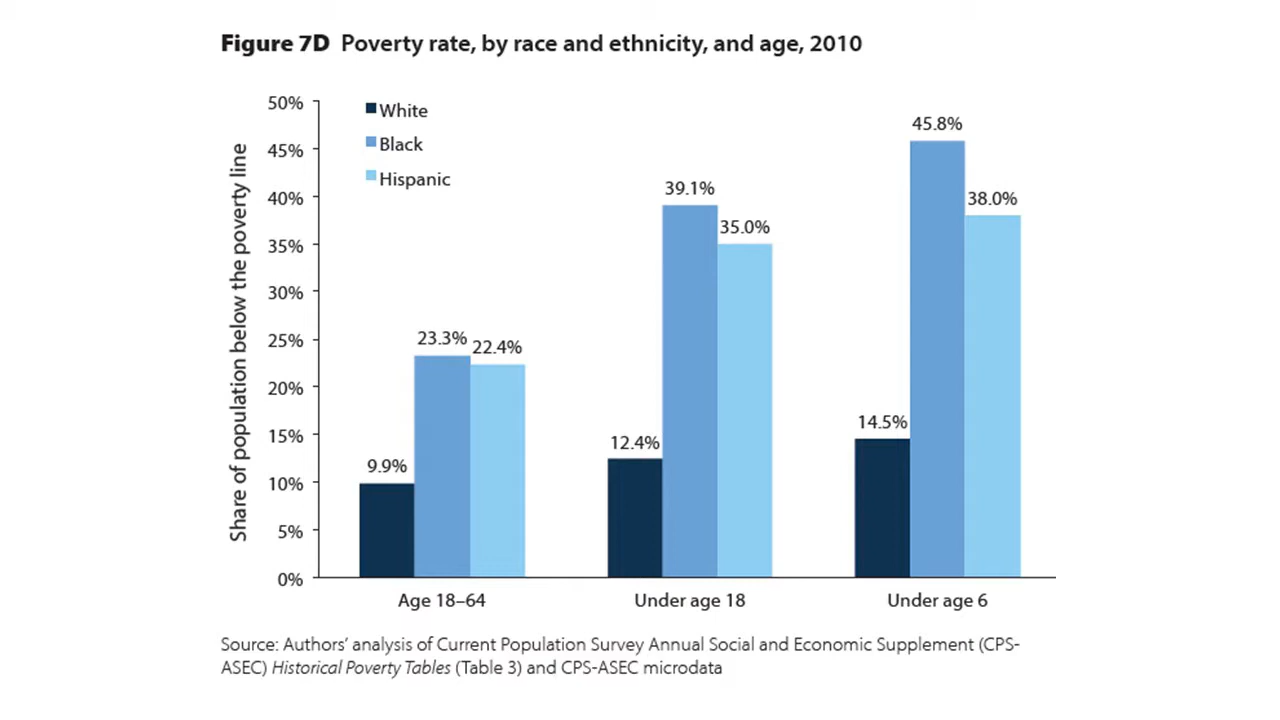 Figure 7D Poverty rate, by race and ethnicity, and age, 2010
Share of population below the poverty line
50%
45%
40%
35%
30%
25%
20%
15%
10%
5%
0%
White
Black
Hispanic
9.9%
23.3%
22.4%
12.4%
39.1%
35.0%
14.5%
45.8%
38.0%
Age 18–64
Under age 18
Under age 6
Source: Authors’ analysis of Current Population Survey Annual Social and Economic Supplement (CPS-
ASEC) Historical Poverty Tables (Table 3) and CPS-ASEC microdata